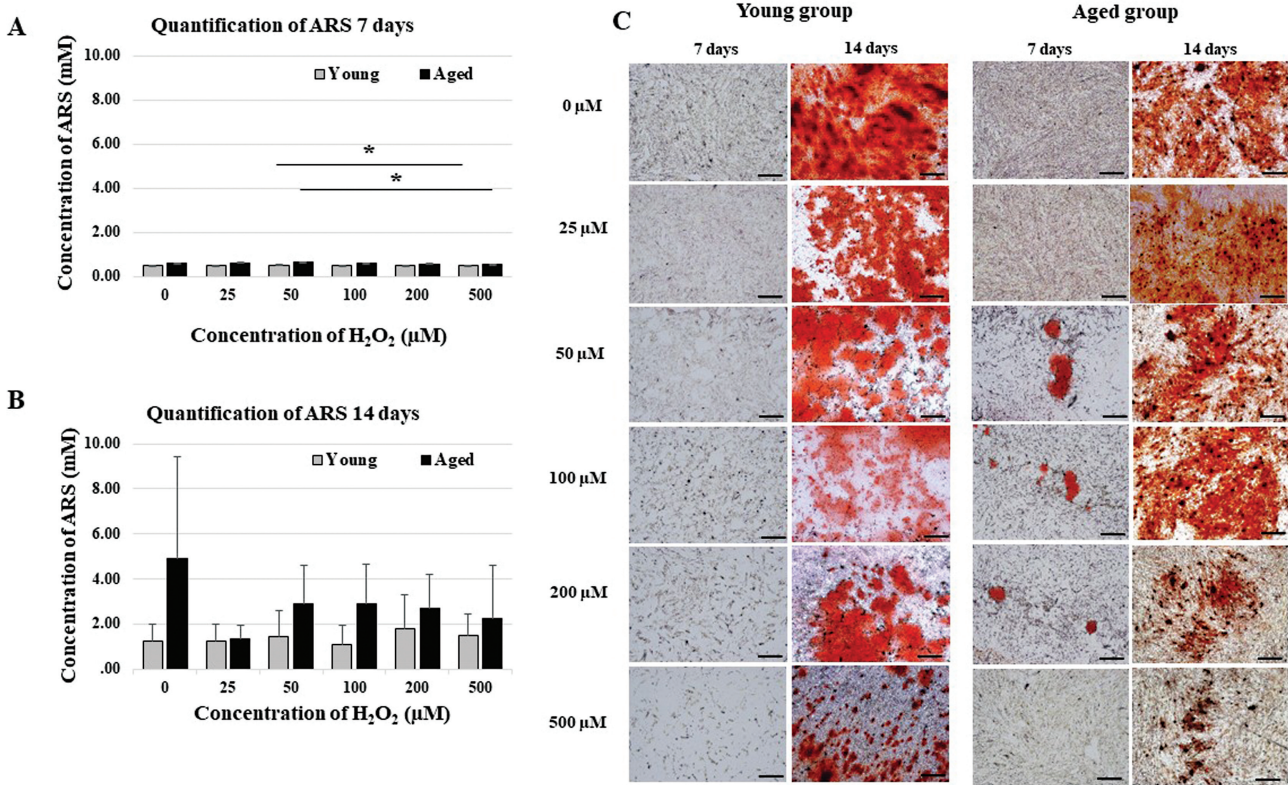 A
Quantification of ARS 7 days
Concentration of ARS (mM)
10.00
8.00
6.00
4.00
2.00
0.00
Young Aged
*
*
0 25 50 100 200 500
Concentration of H₂O₂ (µM)
B
Quantification of ARS 14 days
Concentration of ARS (mM)
10.00
8.00
6.00
4.00
2.00
.00
Young Aged
0 25 50 100 200 500
Concentration of H₂O₂ (µM)
C
Young group Aged group
7 days 14 days 7 days 14 days
0 µM
25 µM
50 µM
100 µM
200 µM
500 µM